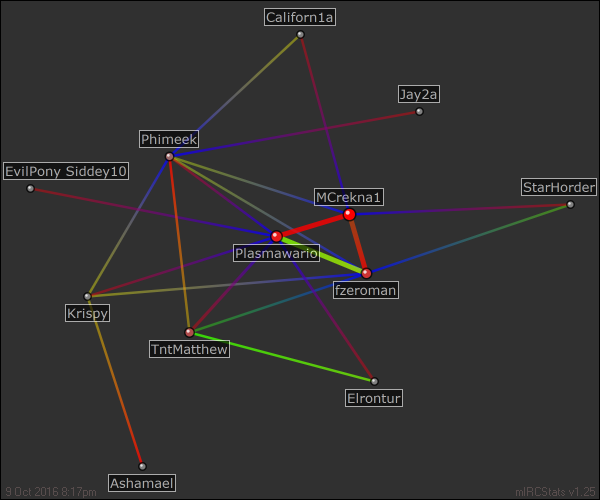 Californ1a
Jay2a
Phimeek
EvilPony Siddey10
StarHorder
MCrekna1
Plasmawario
fzeroman
Krispy
TntMatthew
Elrontur
Ashamael
9 Oct 2016 8:17pm
mIRCStats v1.25